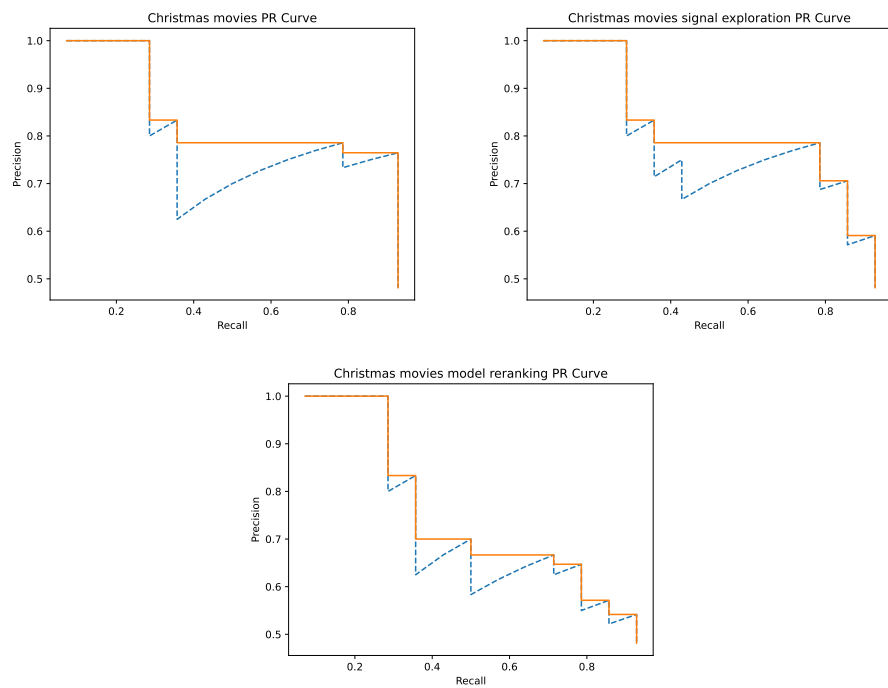 Christmas movies PR Curve
Precision
1.0
0.9
0.8
0.7
0.6
0.5
0.2 0.4 0.6 0.8
Recall
Christmas movies signal exploration PR Curve
Precision
1.0
0.9
0.8
0.7
0.6
0.5
0.2 0.4 0.6 0.8
Recall
Christmas movies model reranking PR Curve
Precision
1.0
0.9
0.8
0.7
0.6
0.5
0.2 0.4 0.6 0.8
Recall